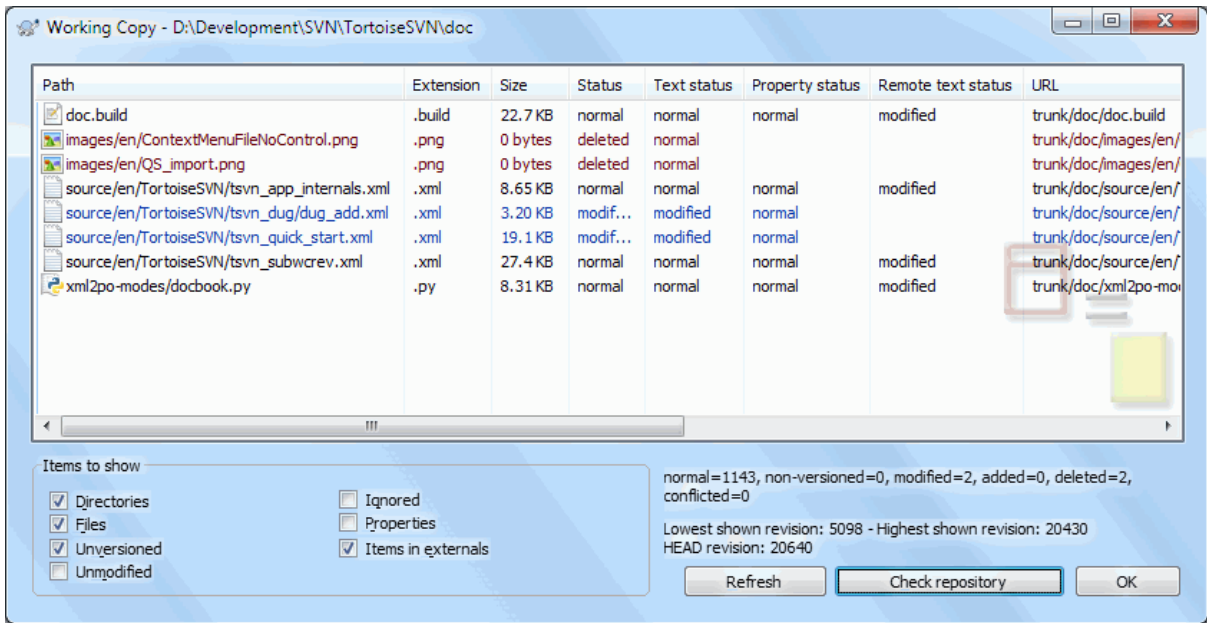 Working Copy - D:\Development\SVN\TortoiseSVN\doc
Path Extension Size Status Text status Property status Remote text status URL
doc.build .build 22.7 KB normal normal normal modified trunk/doc/doc.build
images/en/ContextMenuFileNoControl.png .png 0 bytes deleted normal trunk/doc/images/en/
images/en/QS_import.png .png 0 bytes deleted normal trunk/doc/images/en/
source/en/TortoiseSVN/tsvn_app_internals.xml .xml 8.65 KB normal normal normal modified trunk/doc/source/en/
source/en/TortoiseSVN/tsvn_dug/dug_add.xml .xml 3.20 KB modif... modified normal trunk/doc/source/en/
source/en/TortoiseSVN/tsvn_quick_start.xml .xml 19.1 KB modif... modified normal trunk/doc/source/en/
source/en/TortoiseSVN/tsvn_subwcrev.xml .xml 27.4 KB normal normal normal modified trunk/doc/source/en/
xml2po-modes/docbook.py .py 8.31 KB normal normal normal modified trunk/doc/xml2po-mo
Items to show
normal=1143, non-versioned=0, modified=2, added=0, deleted=2,
conflicted=0
Directories Ignored
Files Properties
Lowest shown revision: 5098 - Highest shown revision: 20430
Unversioned Items in externals
HEAD revision: 20640
Unmodified
Refresh Check repository OK